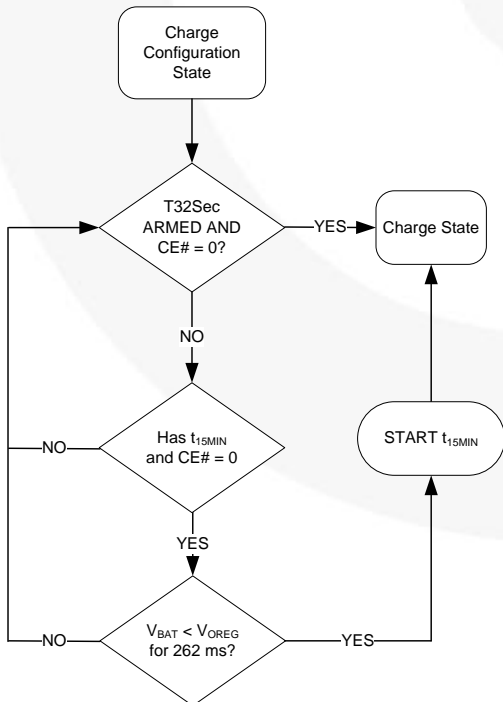 Charge
Configuration
State
T32Sec
ARMED AND
CE# = 0?
YES
Charge State
NO
Has t15MIN
and CE# = 0
NO
START t15MIN
YES
VBAT < VOREG
for 262 ms?
NO
YES